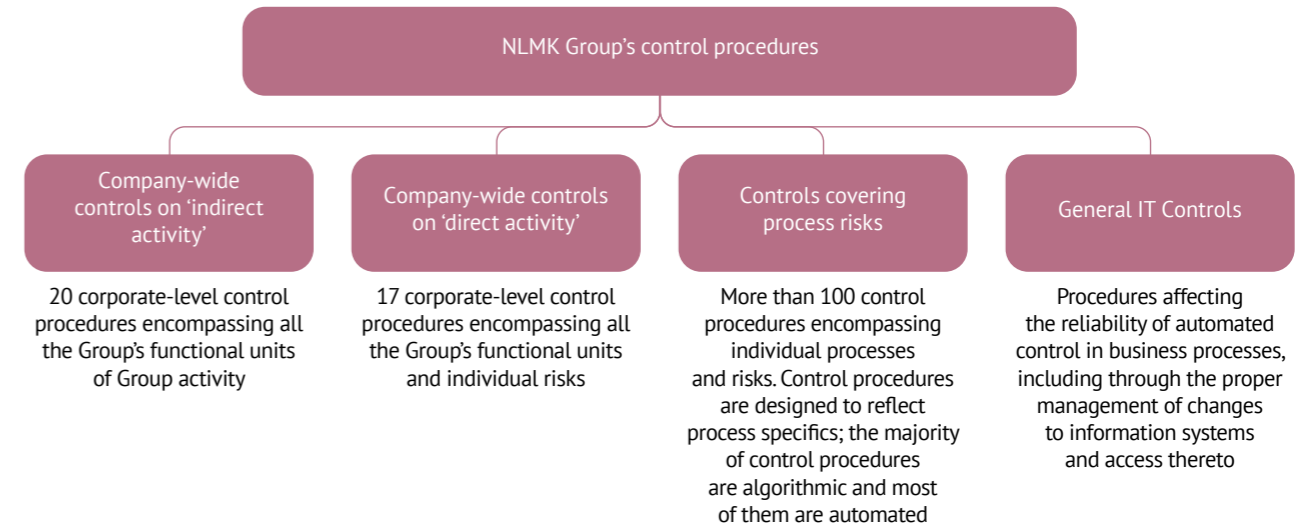 NLMK Group’s control procedures
Company-wide
controls on ‘indirect
activity’
20 corporate-level control
procedures encompassing all
the Group’s functional units
of Group activity
Company-wide controls
on ‘direct activity’
17 corporate-level control
procedures encompassing all
the Group’s functional units
and individual risks
Controls covering
process risks
More than 100 control
procedures encompassing
individual processes
and risks. Control procedures
are designed to reflect
process specifics; the majority
of control procedures
are algorithmic and most
of them are automated
General IT Controls
Procedures affecting
the reliability of automated
control in business processes,
including through the proper
management of changes
to information systems
and access thereto